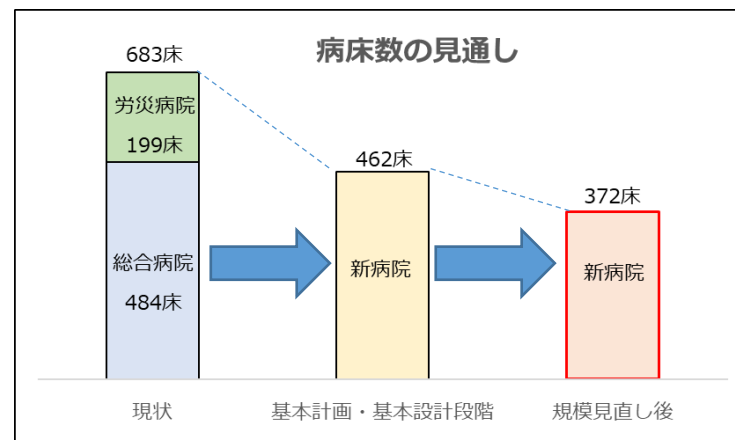 病床数の見通し
683床
労災病院
199床
総合病院
484床
462床
新病院
372床
新病院
現状
基本計画・基本設計段階
規模見直し後